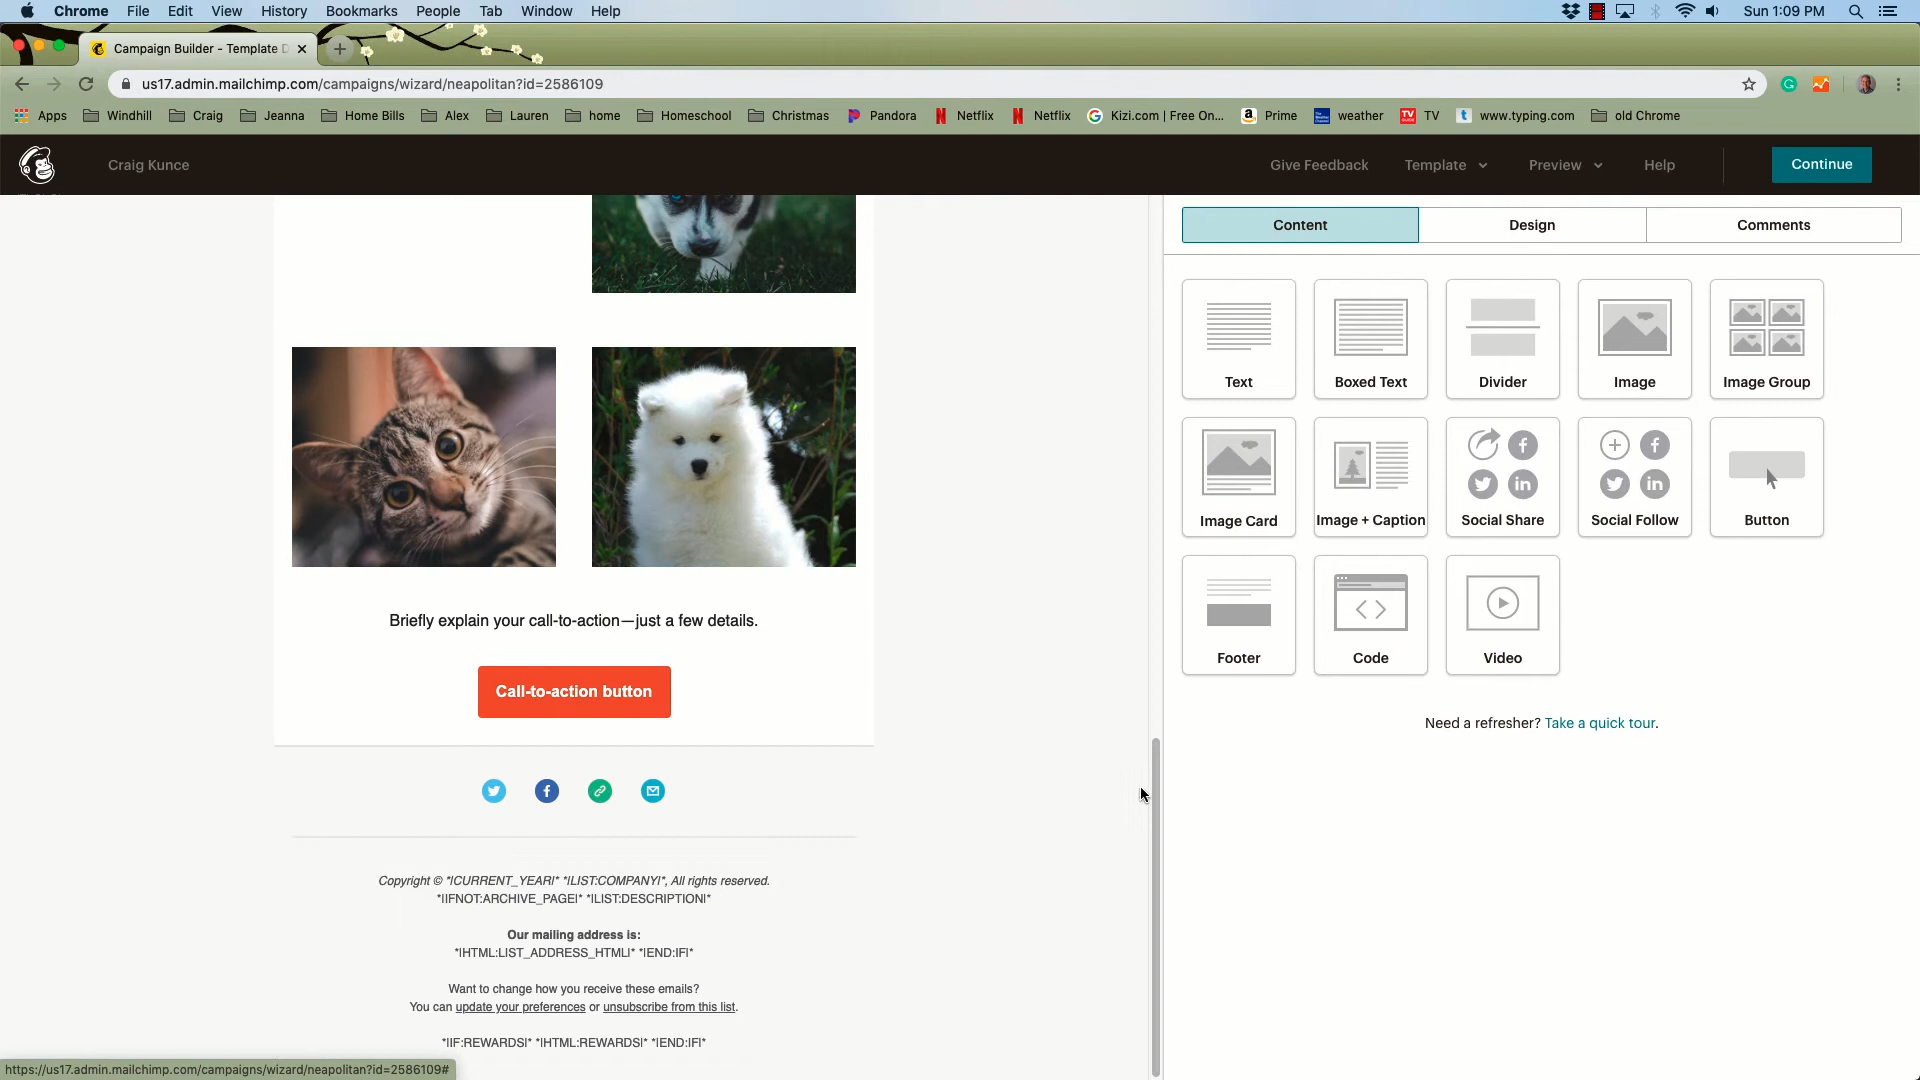 Chrome File Edit View History Bookmarks People Tab Window Help
Sun 1:09 PM
Campaign Builder - Template D
us17.admin.mailchimp.com/campaigns/wizard/neapolitan?id=2586109
Apps Windhill Craig Jeanna Home Bills Alex Lauren home Homeschool Christmas Pandora Netflix Netflix Kizi.com | Free On... Prime weather TV www.typing.com old Chrome
Craig Kunce
Give Feedback Template Preview Help Continue
Content Design Comments
Text Boxed Text Divider Image Image Group
Image Card Image + Caption Social Share Social Follow Button
Footer Code Video
Need a refresher? Take a quick tour.
Briefly explain your call-to-action—just a few details.
Call-to-action button
Copyright © *|CURRENT_YEAR|* *|LIST:COMPANY|*, All rights reserved.
*|IFNOT:ARCHIVE_PAGE|* *|LIST:DESCRIPTION|*
Our mailing address is:
*|HTML:LIST_ADDRESS_HTML|* *|END:IF|*
Want to change how you receive these emails?
You can update your preferences or unsubscribe from this list.
*|IF:REWARDS|* *|HTML:REWARDS|* *|END:IF|*
https://us17.admin.mailchimp.com/campaigns/wizard/neapolitan?id=2586109#